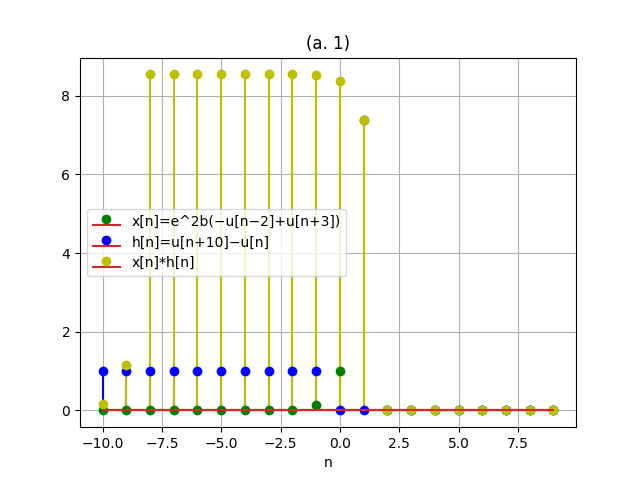 (a. 1)
8
6
4
2
0
x[n]=e^2b(−u[n−2]+u[n+3])
h[n]=u[n+10]−u[n]
x[n]*h[n]
−10.0 −7.5 −5.0 −2.5 0.0 2.5 5.0 7.5
n